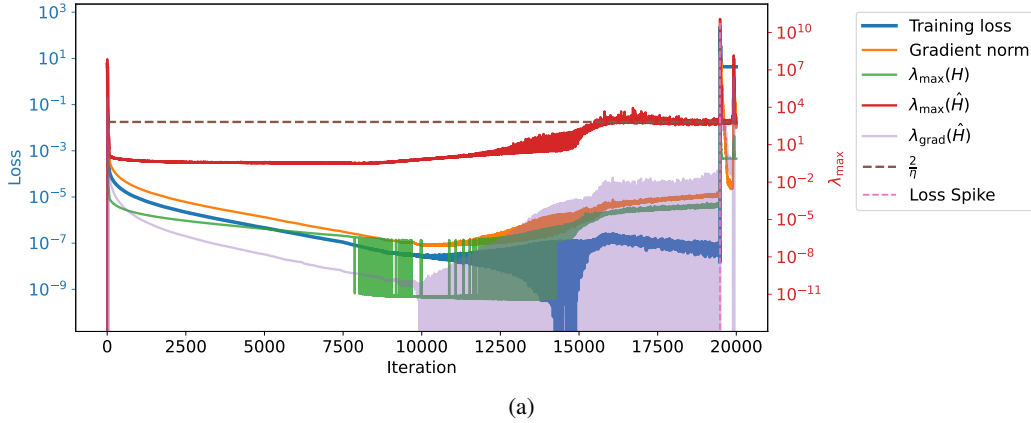 10³
10¹
10⁻¹
10⁻³
10⁻⁵
10⁻⁷
10⁻⁹
Loss
0
2500
5000
7500
10000
12500
15000
17500
20000
Iteration
10¹⁰
10⁷
10⁴
10¹
10⁻²
10⁻⁵
10⁻⁸
10⁻¹¹
λmax
Training loss
Gradient norm
λmax(H)
λmax(Ĥ)
λgrad(Ĥ)
2/η
Loss Spike
(a)